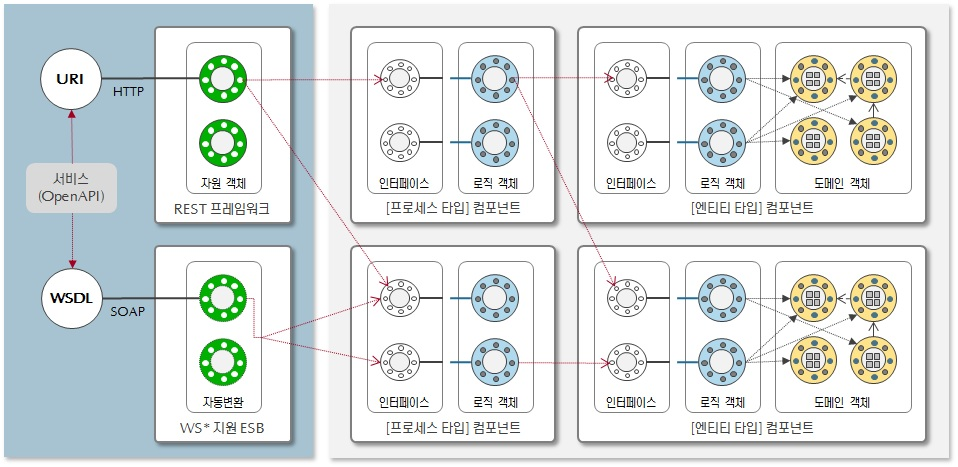 URI
HTTP
서비스
(OpenAPI)
WSDL
SOAP
자원 객체
REST 프레임워크
자동변환
WS* 지원 ESB
인터페이스
로직 객체
[프로세스 타입] 컴포넌트
인터페이스
로직 객체
도메인 객체
[엔티티 타입] 컴포넌트
인터페이스
로직 객체
[프로세스 타입] 컴포넌트
인터페이스
로직 객체
도메인 객체
[엔티티 타입] 컴포넌트